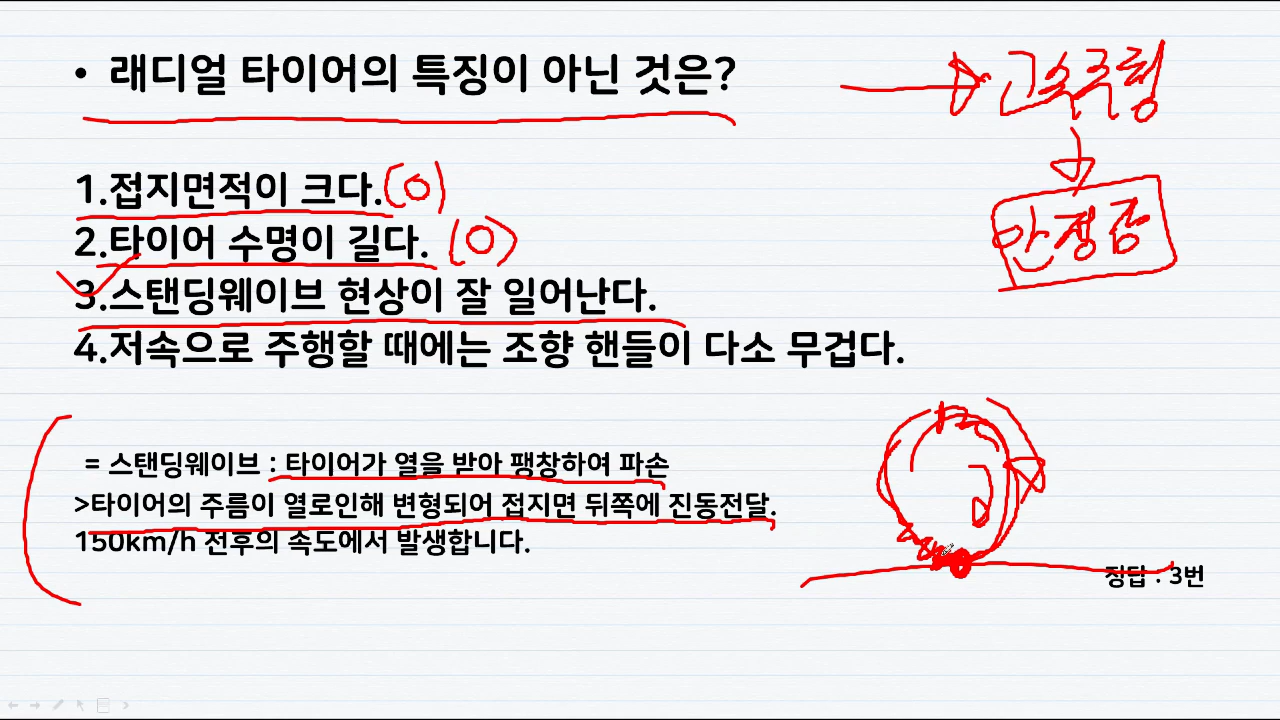 • 래디얼 타이어의 특징이 아닌 것은?
고속주행
안정감
1.접지면적이 크다.(O)
2.타이어 수명이 길다. (O)
3.스탠딩웨이브 현상이 잘 일어난다.
4.저속으로 주행할 때에는 조향 핸들이 다소 무겁다.
= 스탠딩웨이브 : 타이어가 열을 받아 팽창하여 파손
>타이어의 주름이 열로인해 변형되어 접지면 뒤쪽에 진동전달.
150km/h 전후의 속도에서 발생합니다.
정답 : 3번